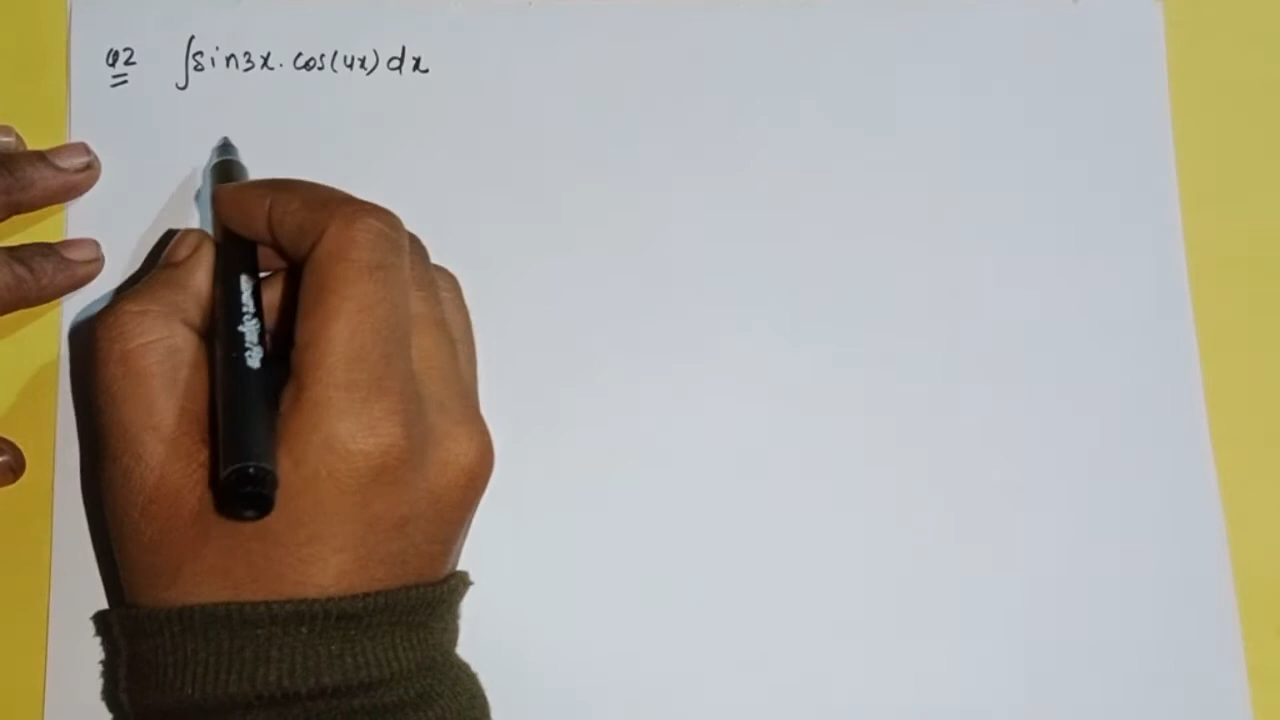 Q2 ∫sin3x. cos(4x) dx